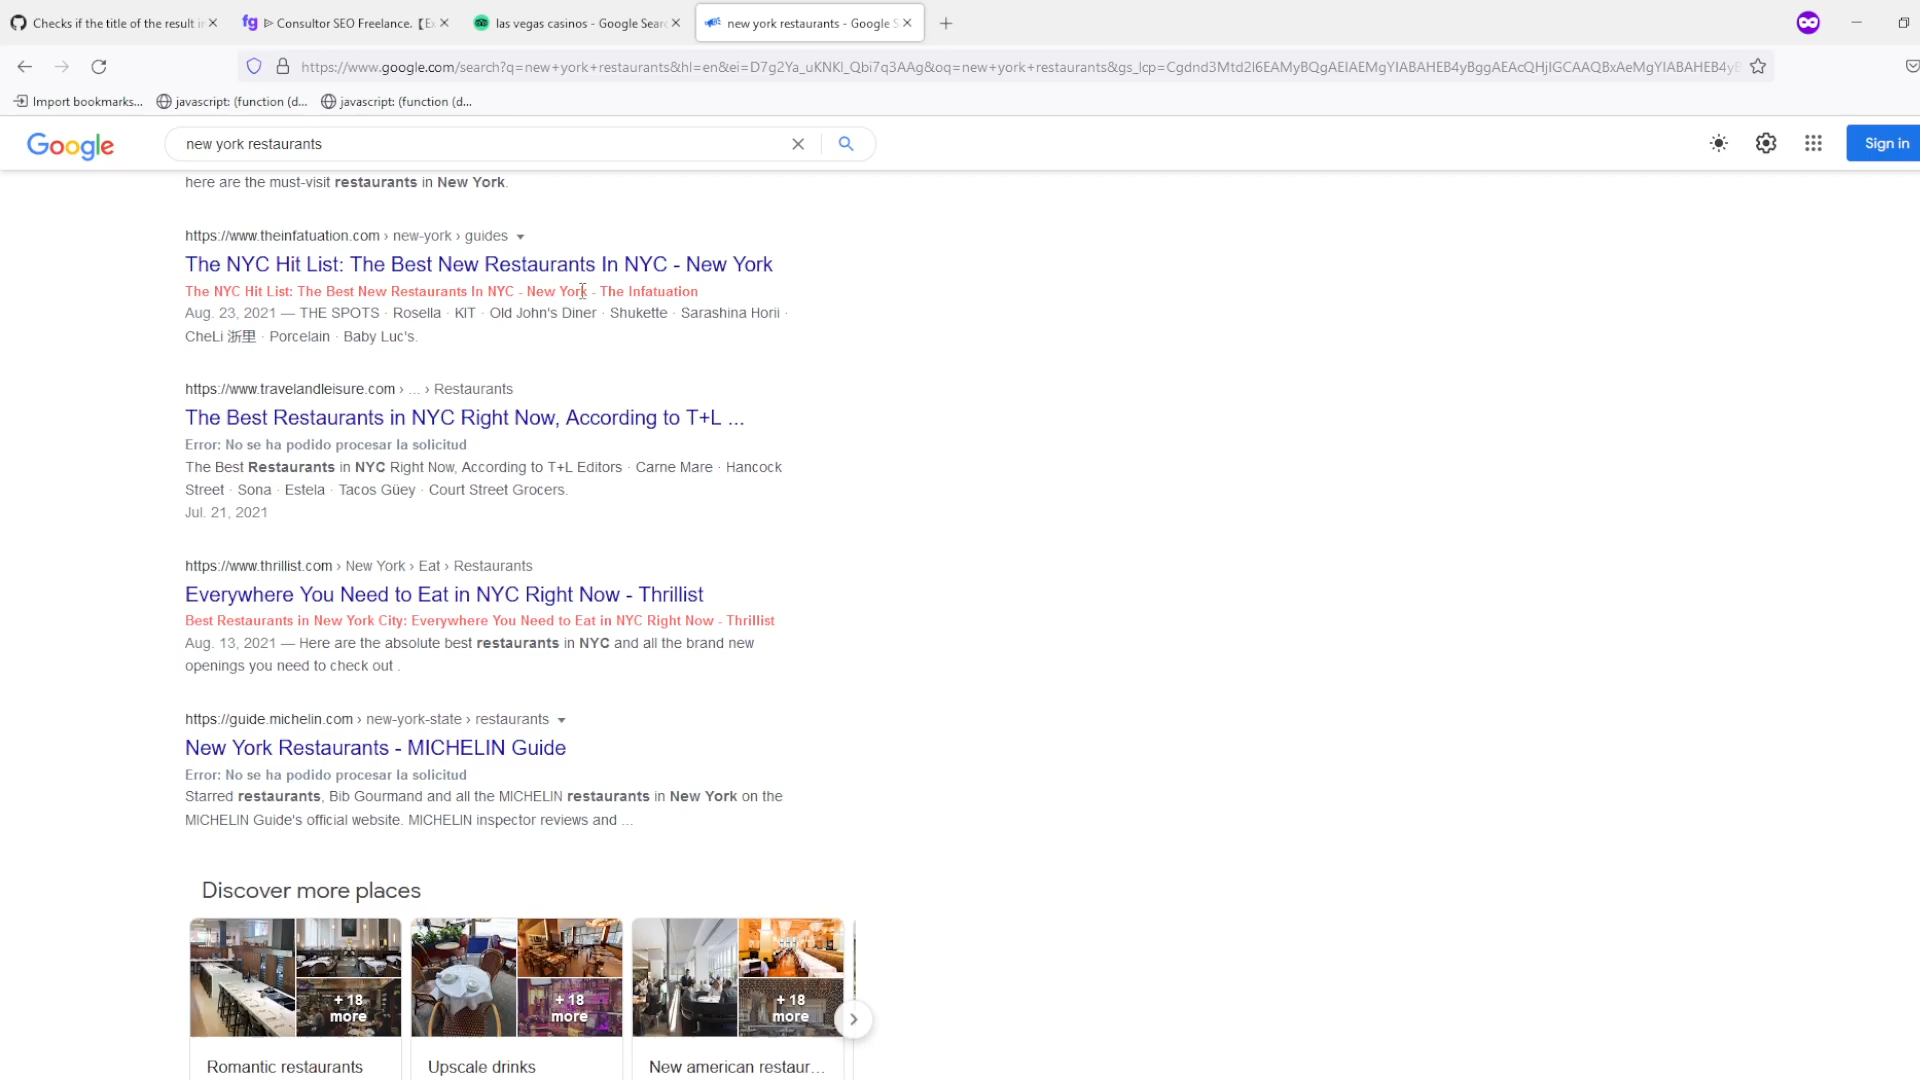 Checks if the title of the result in
ᐅ Consultor SEO Freelance. 【Ex
las vegas casinos - Google Searc
new york restaurants - Google S
https://www.google.com/search?q=new+york+restaurants&hl=en&ei=D7g2Ya_uKNKl_Qbi7q3AAg&oq=new+york+restaurants&gs_lcp=Cgdnd3Mtd2l6EAMyBQgAEIAEMgYIABAHEB4yBggAEAcQHjIGCAAQBxAeMgYIABAHEB4yB
Import bookmarks...
javascript: (function (d...
javascript: (function (d...
Google
new york restaurants
Sign in
here are the must-visit restaurants in New York.
https://www.theinfatuation.com › new-york › guides
The NYC Hit List: The Best New Restaurants In NYC - New York
The NYC Hit List: The Best New Restaurants In NYC - New York - The Infatuation
Aug. 23, 2021 — THE SPOTS · Rosella · KIT · Old John's Diner · Shukette · Sarashina Horii ·
CheLi 浙里 · Porcelain · Baby Luc's.
https://www.travelandleisure.com › ... › Restaurants
The Best Restaurants in NYC Right Now, According to T+L ...
Error: No se ha podido procesar la solicitud
The Best Restaurants in NYC Right Now, According to T+L Editors · Carne Mare · Hancock
Street · Sona · Estela · Tacos Güey · Court Street Grocers.
Jul. 21, 2021
https://www.thrillist.com › New York › Eat › Restaurants
Everywhere You Need to Eat in NYC Right Now - Thrillist
Best Restaurants in New York City: Everywhere You Need to Eat in NYC Right Now - Thrillist
Aug. 13, 2021 — Here are the absolute best restaurants in NYC and all the brand new
openings you need to check out .
https://guide.michelin.com › new-york-state › restaurants
New York Restaurants - MICHELIN Guide
Error: No se ha podido procesar la solicitud
Starred restaurants, Bib Gourmand and all the MICHELIN restaurants in New York on the
MICHELIN Guide's official website. MICHELIN inspector reviews and ...
Discover more places
+ 18 more
+ 18 more
+ 18 more
Romantic restaurants
Upscale drinks
New american restaur...